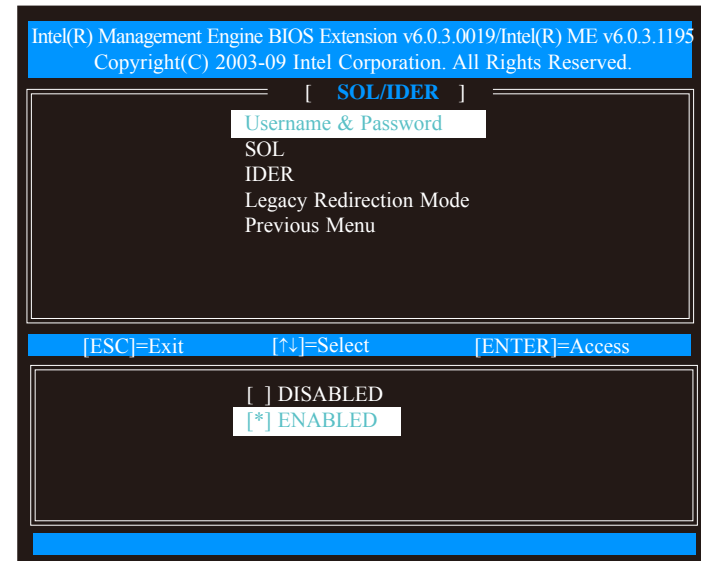 Intel(R) Management Engine BIOS Extension v6.0.3.0019/Intel(R) ME v6.0.3.1195
Copyright(C) 2003-09 Intel Corporation. All Rights Reserved.
[ SOL/IDER ]
Username & Password
SOL
IDER
Legacy Redirection Mode
Previous Menu
[ESC]=Exit [↑↓]=Select [ENTER]=Access
[ ] DISABLED
[*] ENABLED